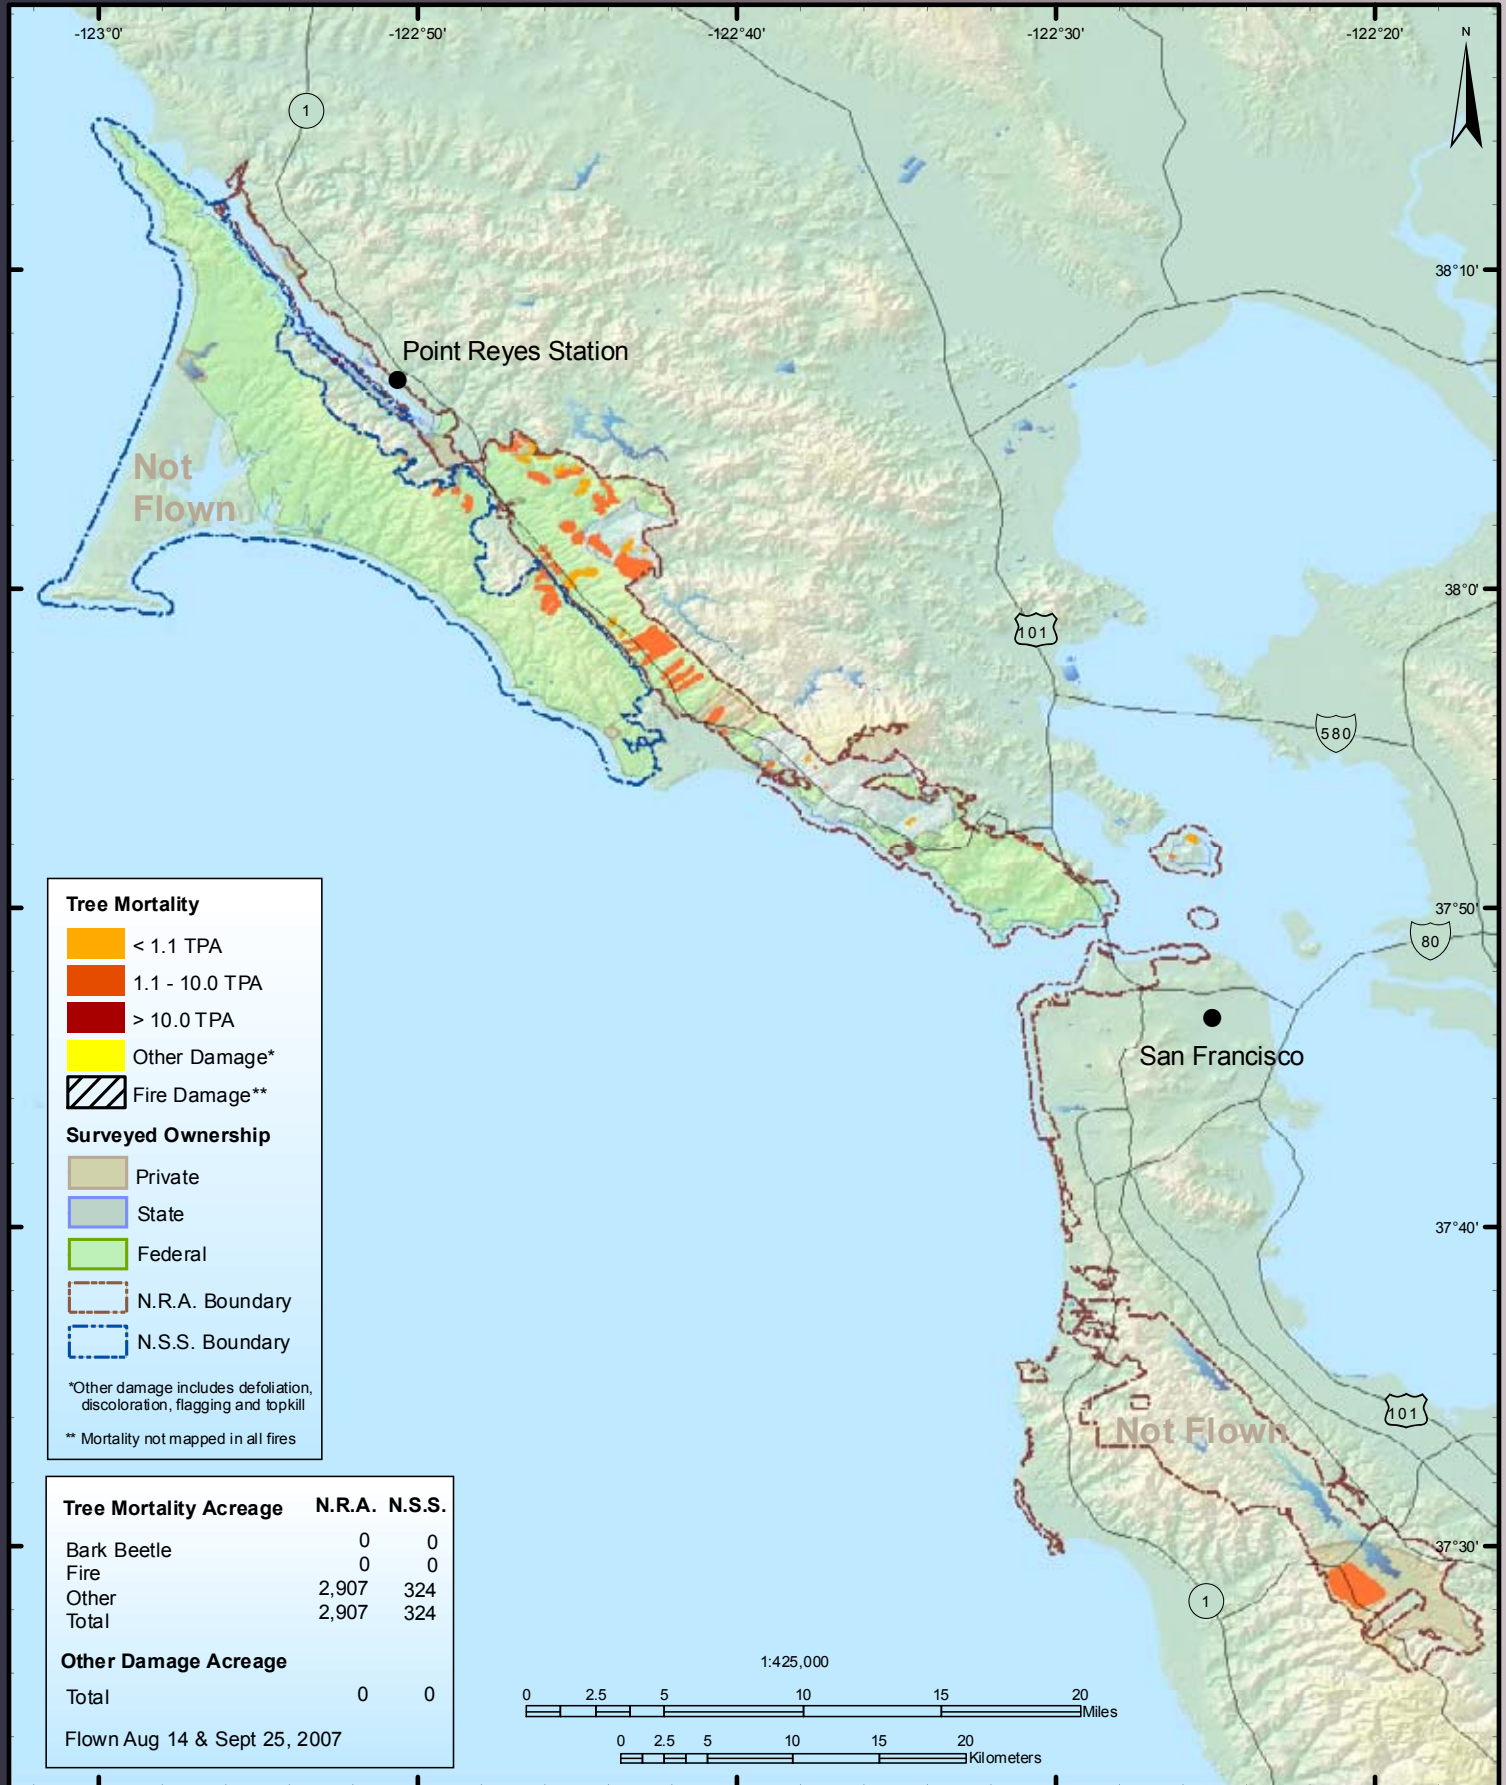 -123°0'
-122°50'
-122°40'
-122°30'
-122°20'
N
1
38°10'
Point Reyes Station
Not
Flown
38°0'
101
580
37°50'
80
San Francisco
Tree Mortality
< 1.1 TPA
1.1 - 10.0 TPA
> 10.0 TPA
Other Damage*
Fire Damage**
Surveyed Ownership
Private
State
Federal
N.R.A. Boundary
N.S.S. Boundary
*Other damage includes defoliation,
discoloration, flagging and topkill
** Mortality not mapped in all fires
37°40'
101
Not Flown
37°30'
1
Tree Mortality Acreage N.R.A. N.S.S.
Bark Beetle 0 0
Fire 0 0
Other 2,907 324
Total 2,907 324
Other Damage Acreage
Total 0 0
Flown Aug 14 & Sept 25, 2007
1:425,000
0 2.5 5 10 15 20
Miles
0 2.5 5 10 15 20
Kilometers